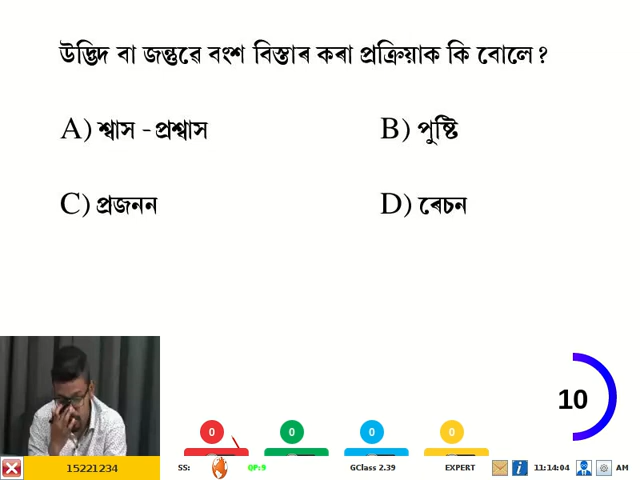 উদ্ভিদ বা জন্তুৱে বংশ বিস্তাৰ কৰা প্ৰক্ৰিয়াক কি বোলে ?
A) শ্বাস - প্ৰশ্বাস B) পুষ্টি
C) প্ৰজনন D) ৰেচন
10
0 0 0 0
15221234 SS: QP:9 GClass 2.39 EXPERT 11:14:04 AM